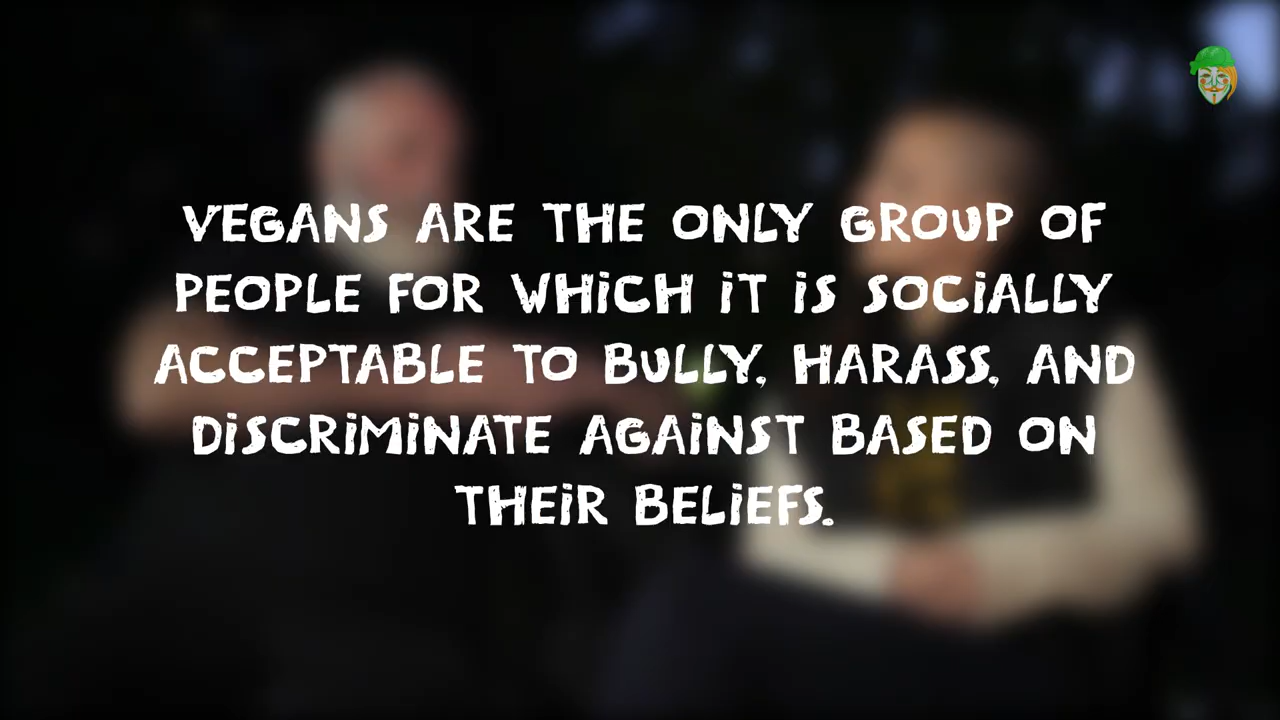 VEGANS ARE THE ONLY GROUP OF
PEOPLE FOR WHICH IT IS SOCIALLY
ACCEPTABLE TO BULLY, HARASS, AND
DISCRIMINATE AGAINST BASED ON
THEIR BELIEFS.